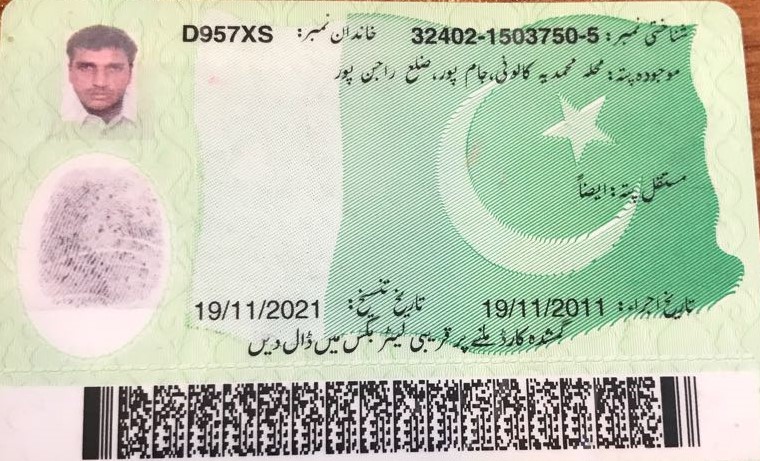 شناختی نمبر: 32402-1503750-5 خاندان نمبر: D957XS
موجودہ پتہ: محلہ محمدیہ کالونی، جام پور، ضلع راجن پور
مستقل پتہ: ایضاً
تاریخ اجراء: 19/11/2011 تاریخ تنسیخ: 19/11/2021
گمشدہ کارڈ ملنے پر قریبی لیٹر بکس میں ڈال دیں